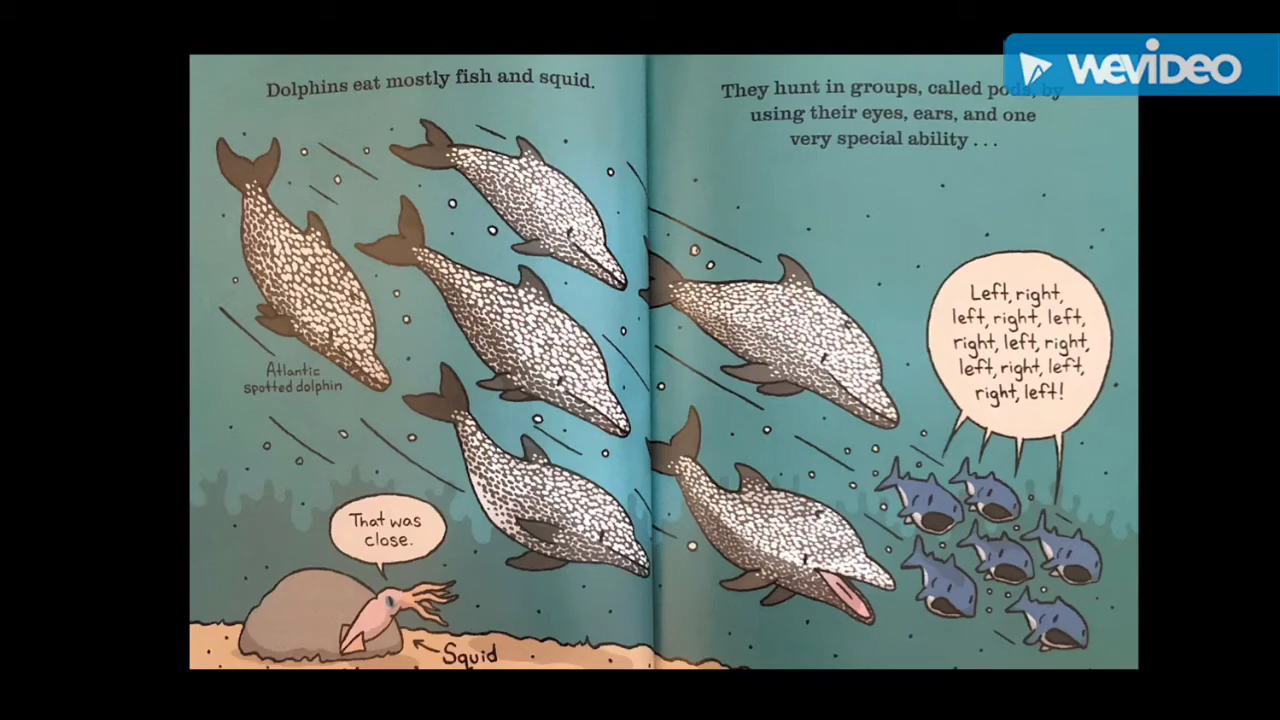 Dolphins eat mostly fish and squid.
Atlantic
spotted dolphin
That was
close.
Squid
They hunt in groups, called pods, by
using their eyes, ears, and one
very special ability . . .
Left, right,
left, right, left,
right, left, right,
left, right, left,
right, left!
WEVIDEO